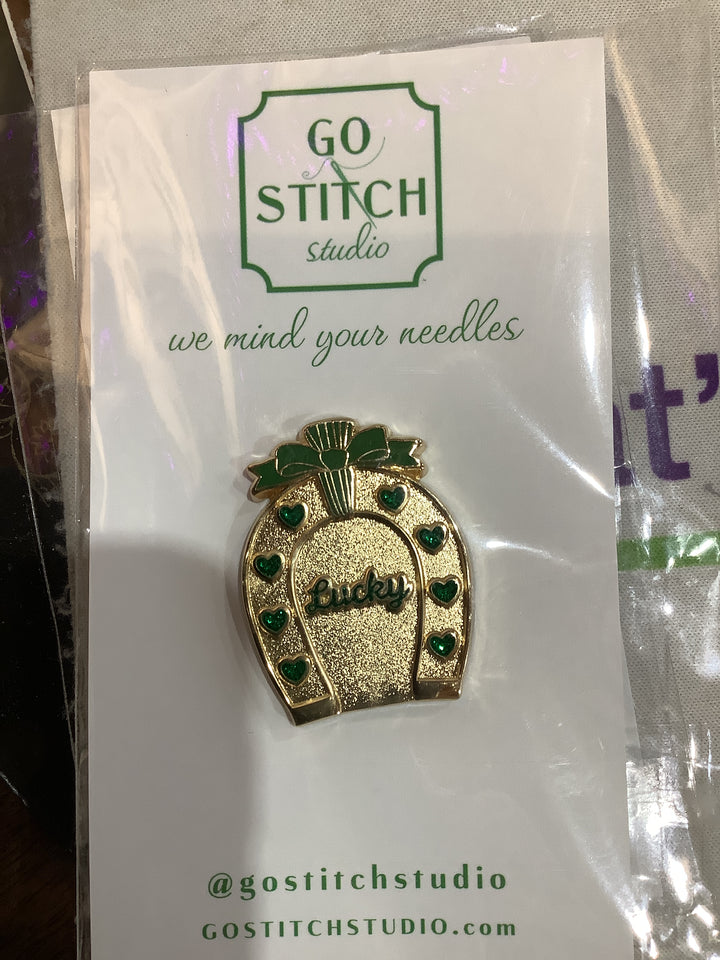 GO
STITCH
studio
we mind your needles
Lucky
@gostitchstudio
GOSTITCHSTUDIO.com